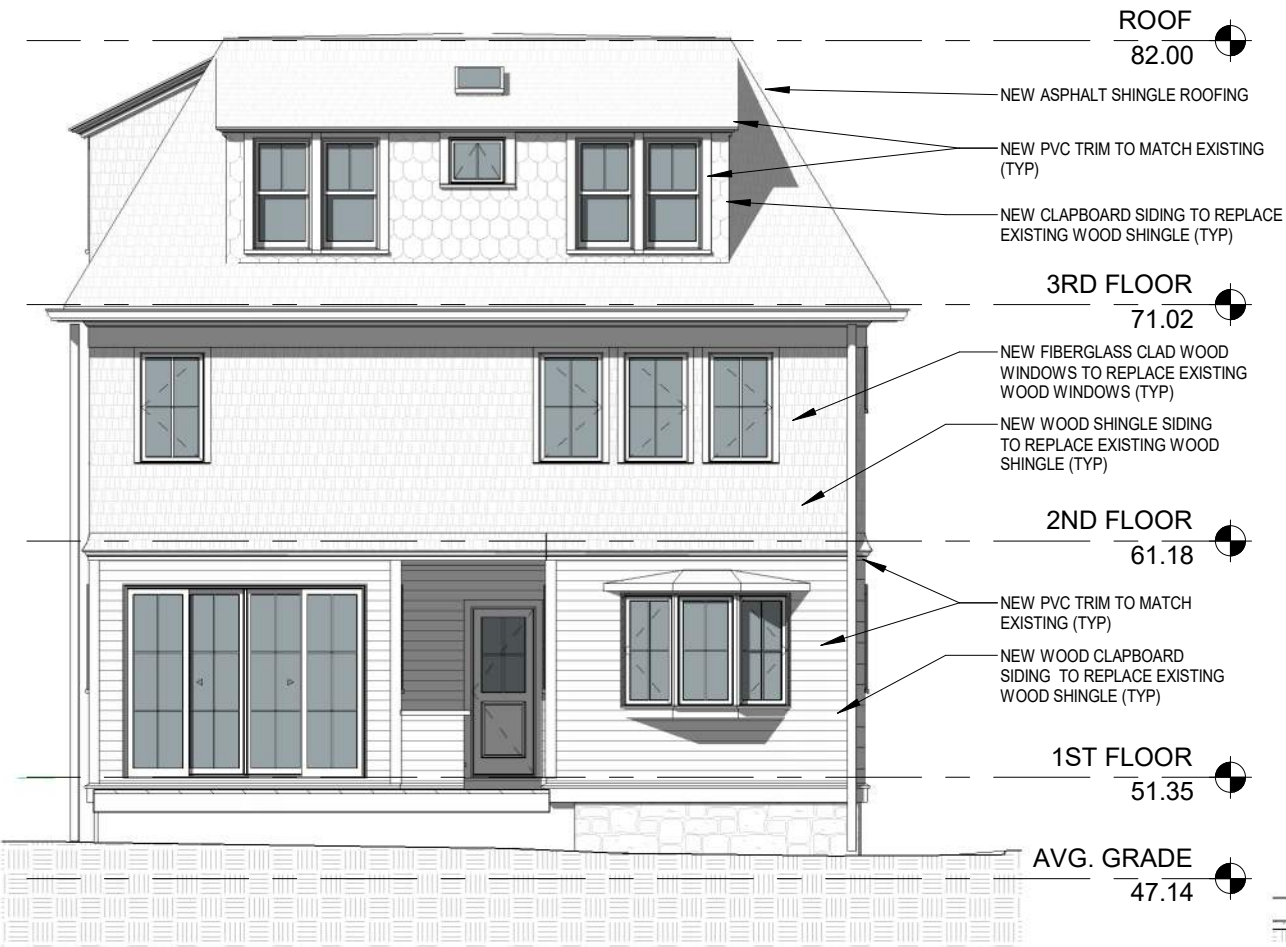 ROOF
82.00
NEW ASPHALT SHINGLE ROOFING
NEW PVC TRIM TO MATCH EXISTING
(TYP)
NEW CLAPBOARD SIDING TO REPLACE
EXISTING WOOD SHINGLE (TYP)
3RD FLOOR
71.02
NEW FIBERGLASS CLAD WOOD
WINDOWS TO REPLACE EXISTING
WOOD WINDOWS (TYP)
NEW WOOD SHINGLE SIDING
TO REPLACE EXISTING WOOD
SHINGLE (TYP)
2ND FLOOR
61.18
NEW PVC TRIM TO MATCH
EXISTING (TYP)
NEW WOOD CLAPBOARD
SIDING TO REPLACE EXISTING
WOOD SHINGLE (TYP)
1ST FLOOR
51.35
AVG. GRADE
47.14